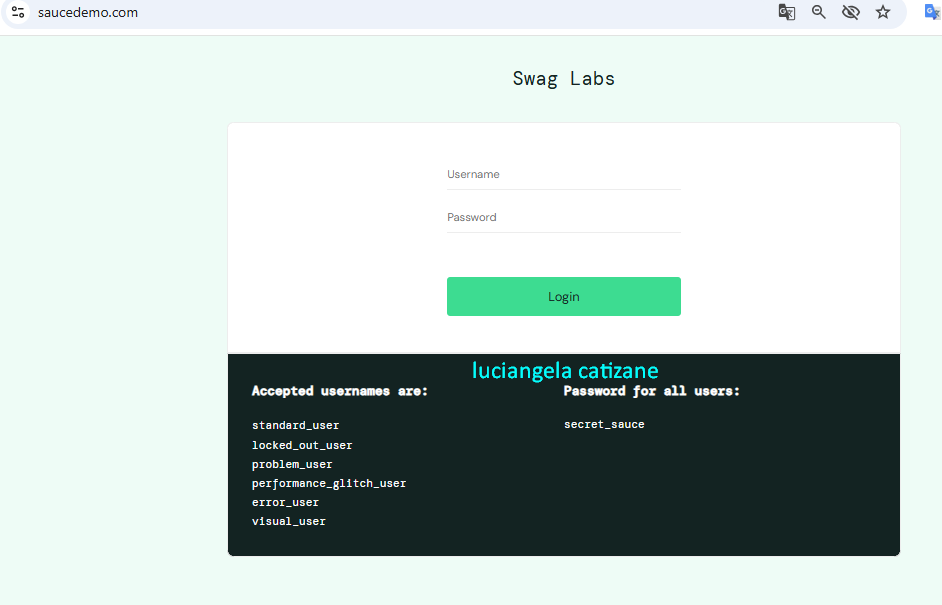 saucedemo.com
Swag Labs
Username
Password
Login
luciangela catizane
Accepted usernames are:
standard_user
locked_out_user
problem_user
performance_glitch_user
error_user
visual_user
Password for all users:
secret_sauce